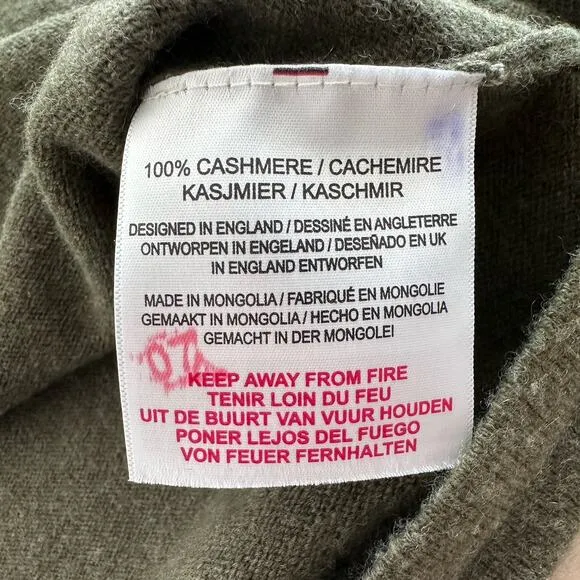 100% CASHMERE / CACHEMIRE
KASJMIER / KASCHMIR
DESIGNED IN ENGLAND / DESSINÉ EN ANGLETERRE
ONTWORPEN IN ENGELAND / DESEÑADO EN UK
IN ENGLAND ENTWORFEN
MADE IN MONGOLIA / FABRIQUÉ EN MONGOLIE
GEMAAKT IN MONGOLIA / HECHO EN MONGOLIA
GEMACHT IN DER MONGOLEI
07
KEEP AWAY FROM FIRE
TENIR LOIN DU FEU
UIT DE BUURT VAN VUUR HOUDEN
PONER LEJOS DEL FUEGO
VON FEUER FERNHALTEN